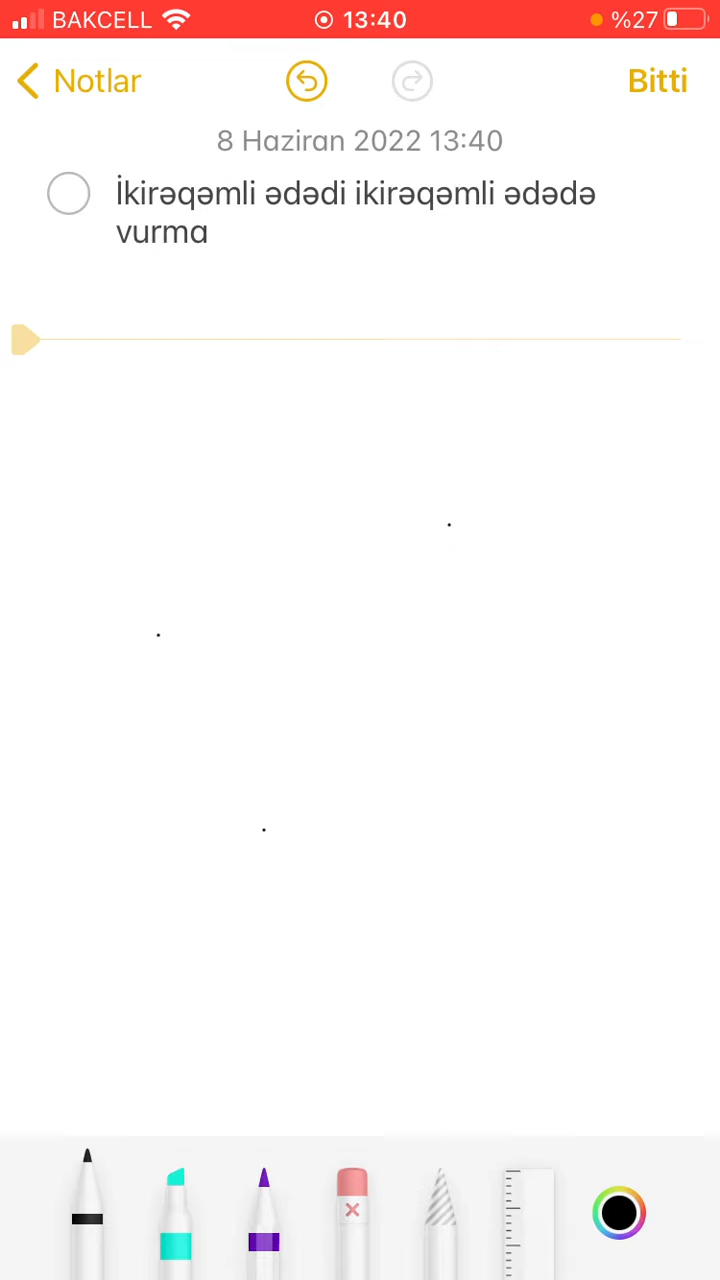 BAKCELL 13:40 %27
Notlar Bitti
8 Haziran 2022 13:40
İkirəqəmli ədədi ikirəqəmli ədədə
vurma